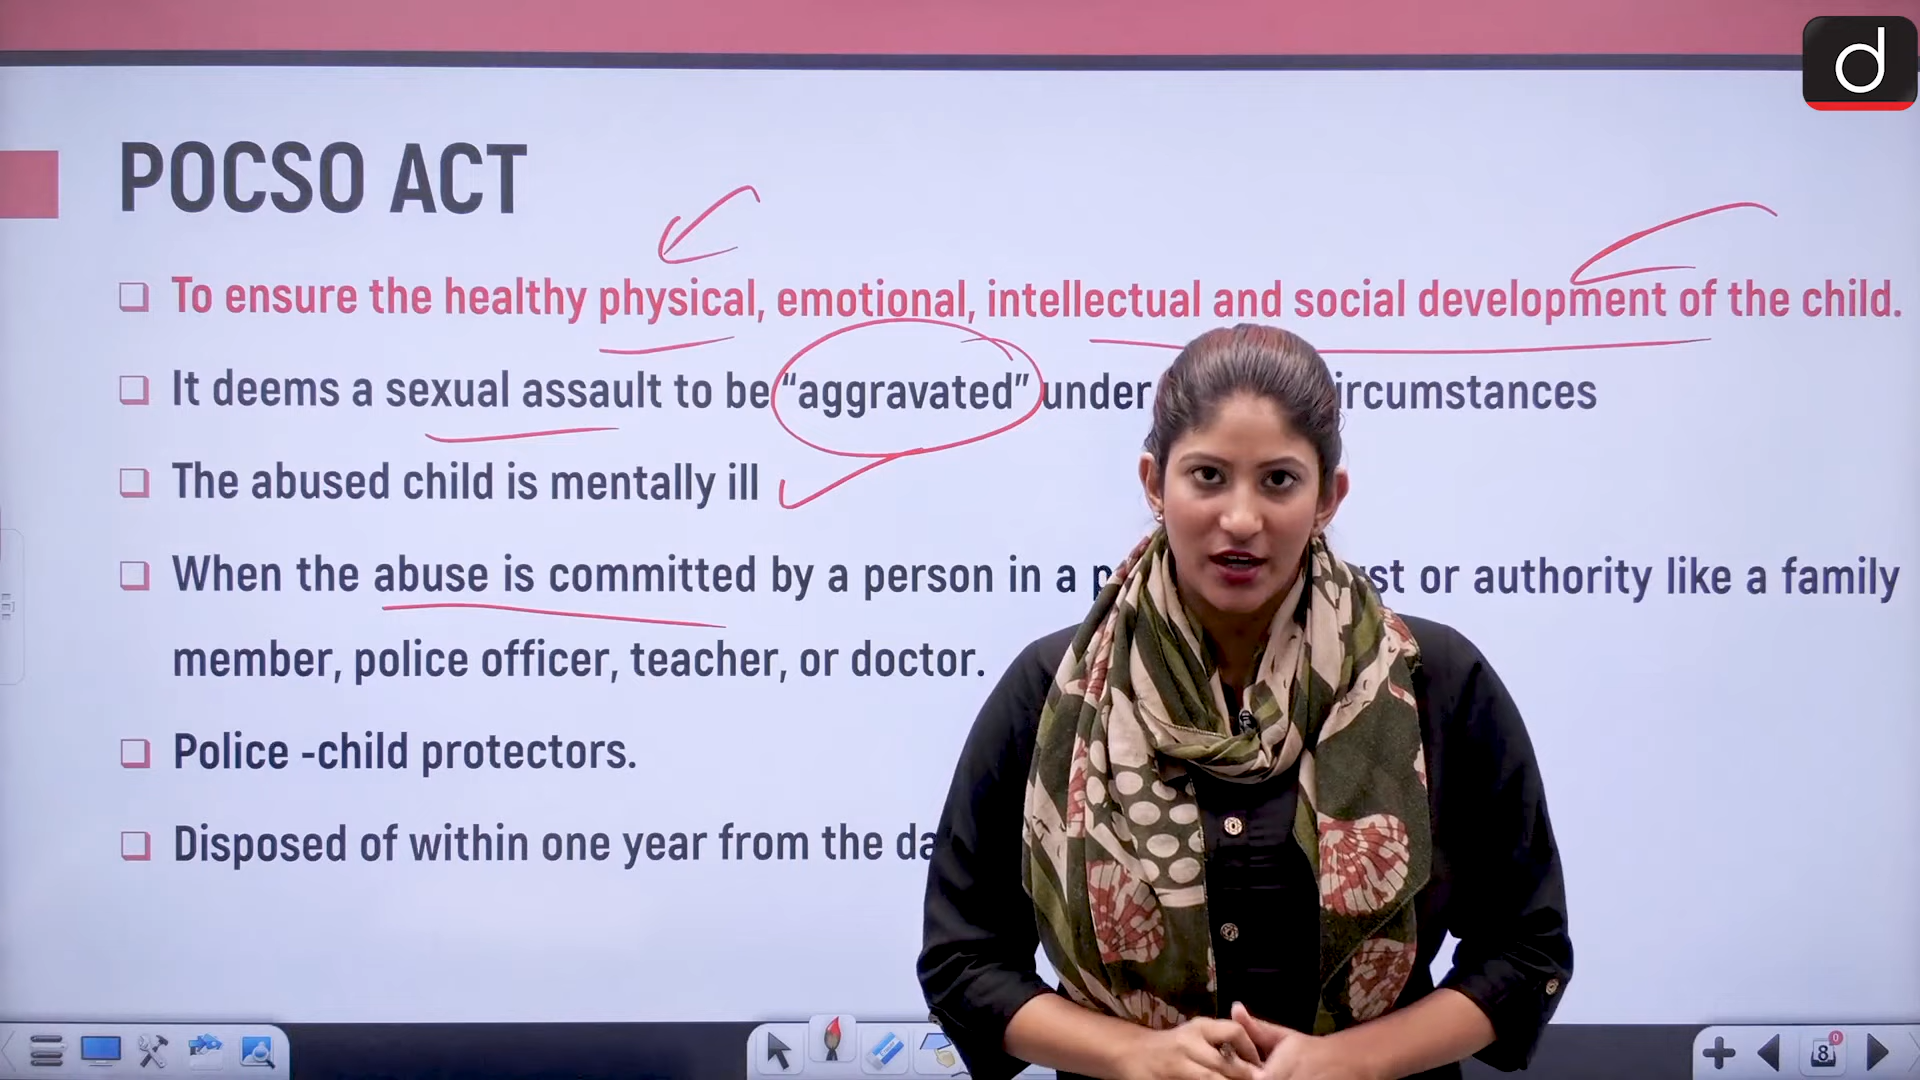 d
POCSO ACT
To ensure the healthy physical, emotional, intellectual and social development of the child.
It deems a sexual assault to be “aggravated” under ircumstances
The abused child is mentally ill
When the abuse is committed by a person in a p st or authority like a family
member, police officer, teacher, or doctor.
Police -child protectors.
Disposed of within one year from the da
8
0